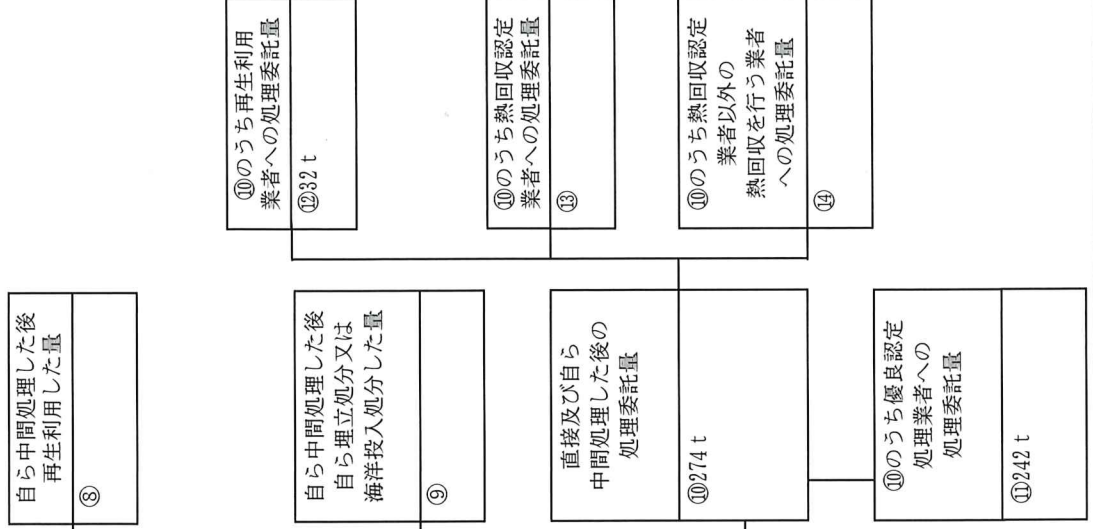 自ら中間処理した後
再生利用した量
⑧
自ら中間処理した後
自ら埋立処分又は
海洋投入処分した量
⑨
直接及び自ら
中間処理した後の
処理委託量
⑩274ｔ
⑩のうち優良認定
処理業者への
処理委託量
⑪242ｔ
⑩のうち再生利用
業者への処理委託量
⑫32ｔ
⑩のうち熱回収認定
業者への処理委託量
⑬
⑩のうち熱回収認定
業者以外の
熱回収を行う業者
への処理委託量
⑭